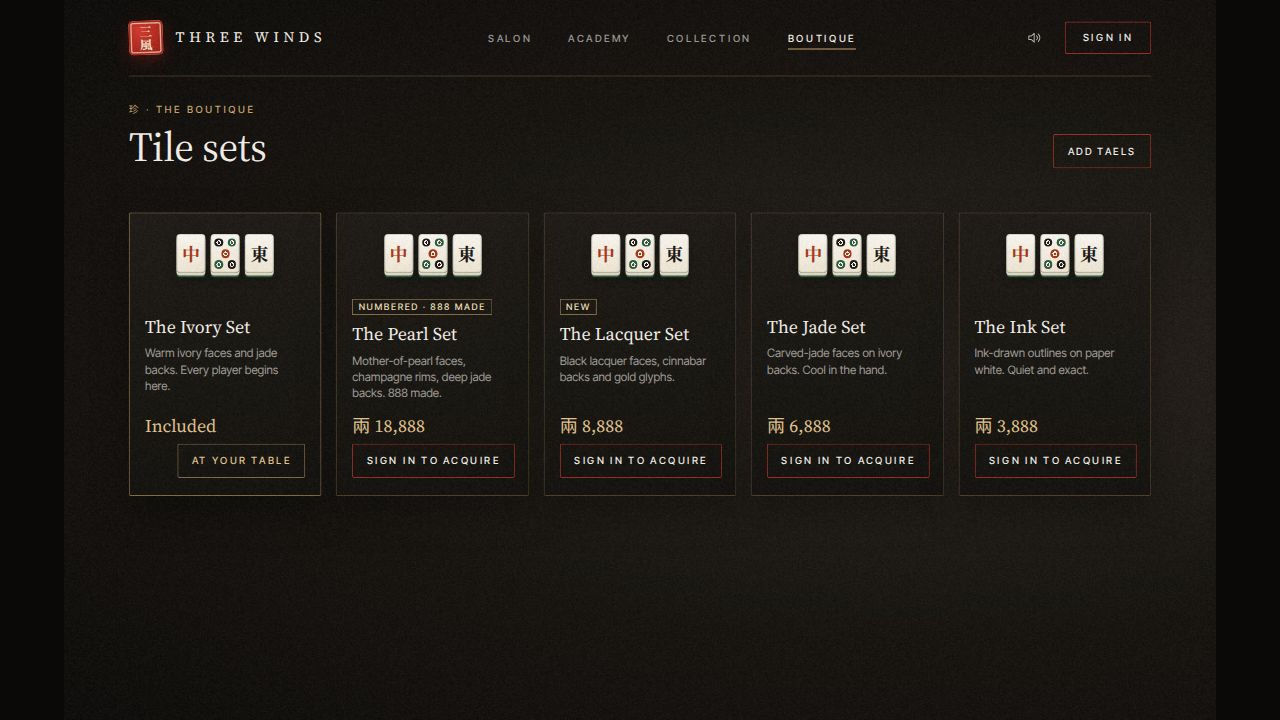 三風
THREE WINDS
SALON
ACADEMY
COLLECTION
BOUTIQUE
SIGN IN
珍 · THE BOUTIQUE
Tile sets
ADD TAELS
中 東
The Ivory Set
Warm ivory faces and jade
backs. Every player begins
here.
Included
AT YOUR TABLE
中 東
NUMBERED · 888 MADE
The Pearl Set
Mother-of-pearl faces,
champagne rims, deep jade
backs. 888 made.
兩 18,888
SIGN IN TO ACQUIRE
中 東
NEW
The Lacquer Set
Black lacquer faces, cinnabar
backs and gold glyphs.
兩 8,888
SIGN IN TO ACQUIRE
中 東
The Jade Set
Carved-jade faces on ivory
backs. Cool in the hand.
兩 6,888
SIGN IN TO ACQUIRE
中 東
The Ink Set
Ink-drawn outlines on paper
white. Quiet and exact.
兩 3,888
SIGN IN TO ACQUIRE